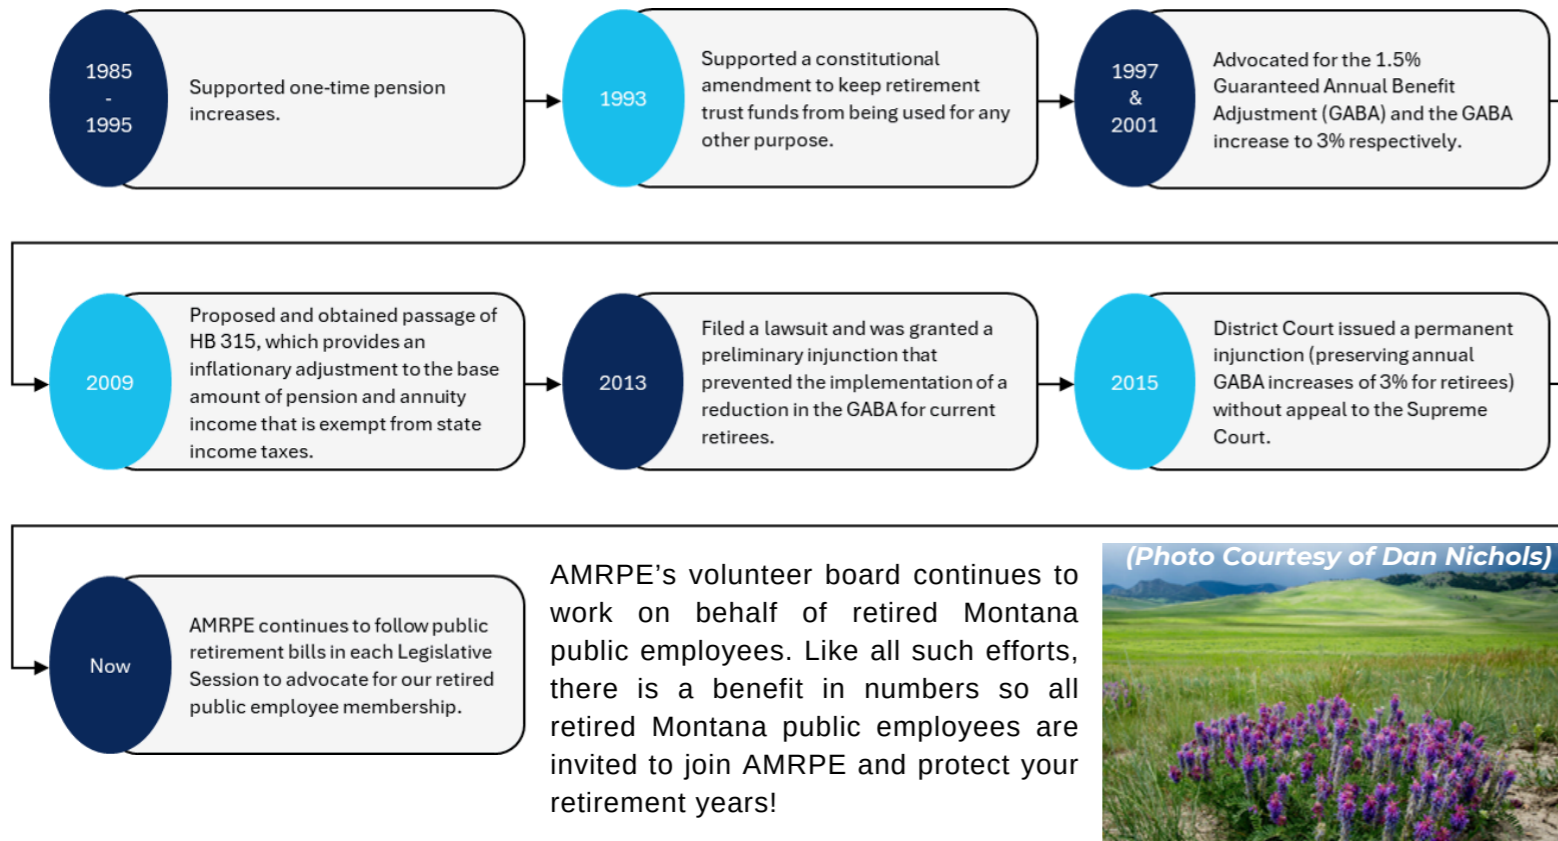 1985
-
1995
Supported one-time pension
increases.
1993
Supported a constitutional
amendment to keep retirement
trust funds from being used for any
other purpose.
1997
&
2001
Advocated for the 1.5%
Guaranteed Annual Benefit
Adjustment (GABA) and the GABA
increase to 3% respectively.
2009
Proposed and obtained passage of
HB 315, which provides an
inflationary adjustment to the base
amount of pension and annuity
income that is exempt from state
income taxes.
2013
Filed a lawsuit and was granted a
preliminary injunction that
prevented the implementation of a
reduction in the GABA for current
retirees.
2015
District Court issued a permanent
injunction (preserving annual
GABA increases of 3% for retirees)
without appeal to the Supreme
Court.
Now
AMRPE continues to follow public
retirement bills in each Legislative
Session to advocate for our retired
public employee membership.
AMRPE's volunteer board continues to
work on behalf of retired Montana
public employees. Like all such efforts,
there is a benefit in numbers so all
retired Montana public employees are
invited to join AMRPE and protect your
retirement years!
(Photo Courtesy of Dan Nichols)